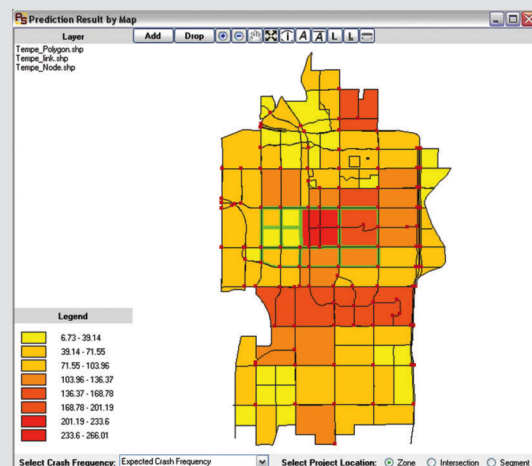 PS Prediction Result by Map
Layer
Add Drop A A L L
Tempe_Polygon.shp
Tempe_link.shp
Tempe_Node.shp
Legend
6.73 - 39.14
39.14 - 71.55
71.55 - 103.96
103.96 - 136.37
136.37 - 168.78
168.78 - 201.19
201.19 - 233.6
233.6 - 266.01
Select Crash Frequency: Expected Crash Frequency Select Project Location: Zone Intersection Segment